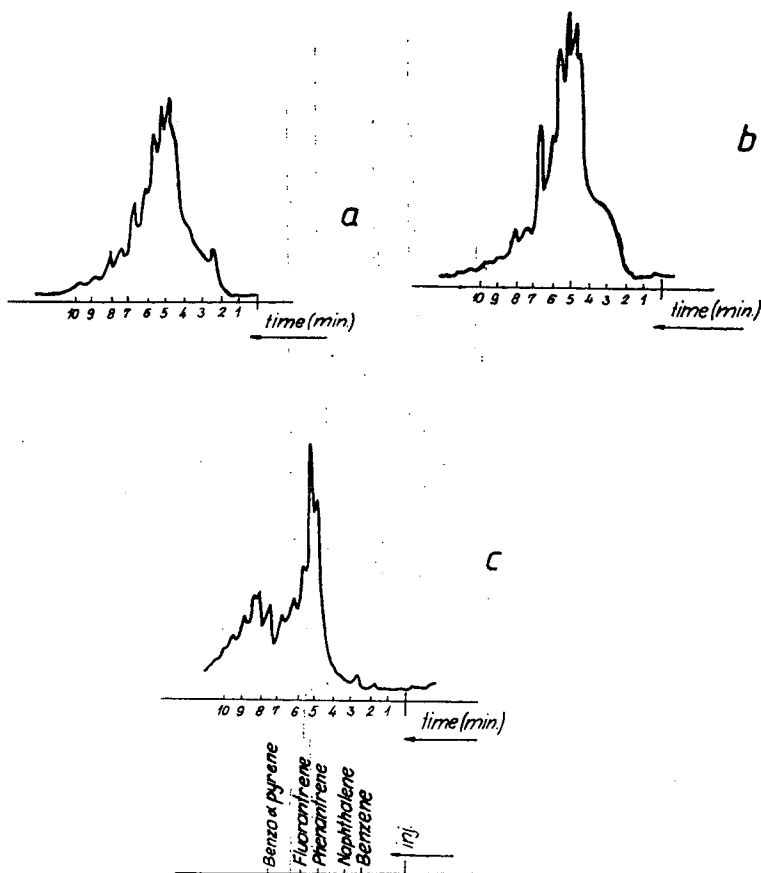 a
10 9 8 7 6 5 4 3 2 1
time (min.)
b
10 9 8 7 6 5 4 3 2 1
time (min.)
c
10 9 8 7 6 5 4 3 2 1
time (min.)
Benzo α pyrene
Fluorantrene
Phenantrene
Naphthalene
Benzene
inj.